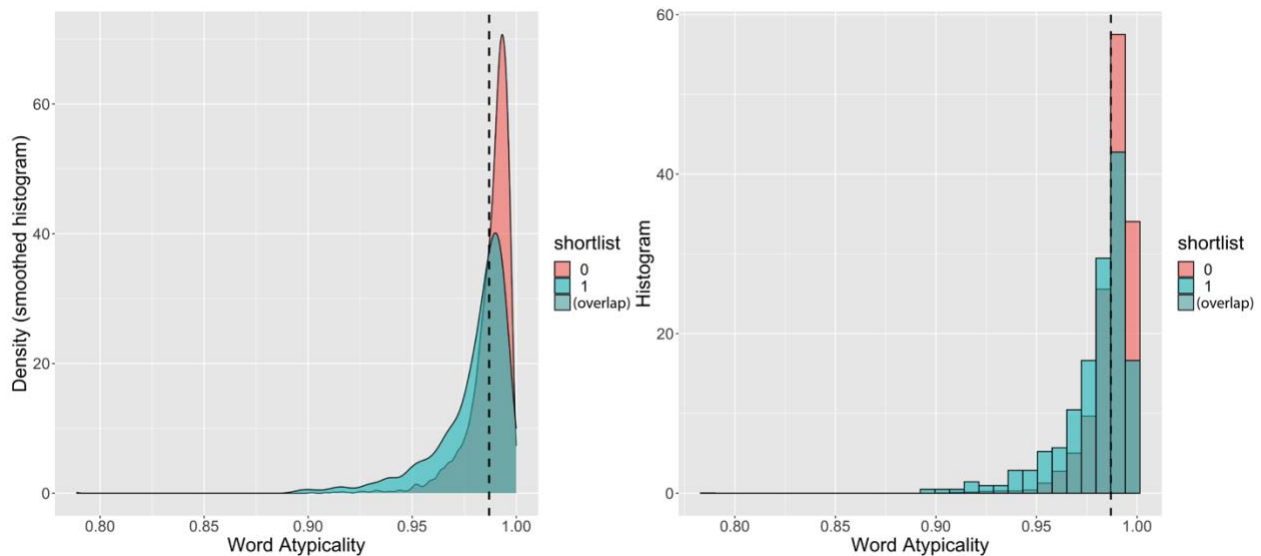 Density (smoothed histogram)
60
40
20
0
0.80 0.85 0.90 0.95 1.00
Word Atypicality
shortlist
0
1
(overlap)
Histogram
60
40
20
0
0.80 0.85 0.90 0.95 1.00
Word Atypicality
shortlist
0
1
(overlap)